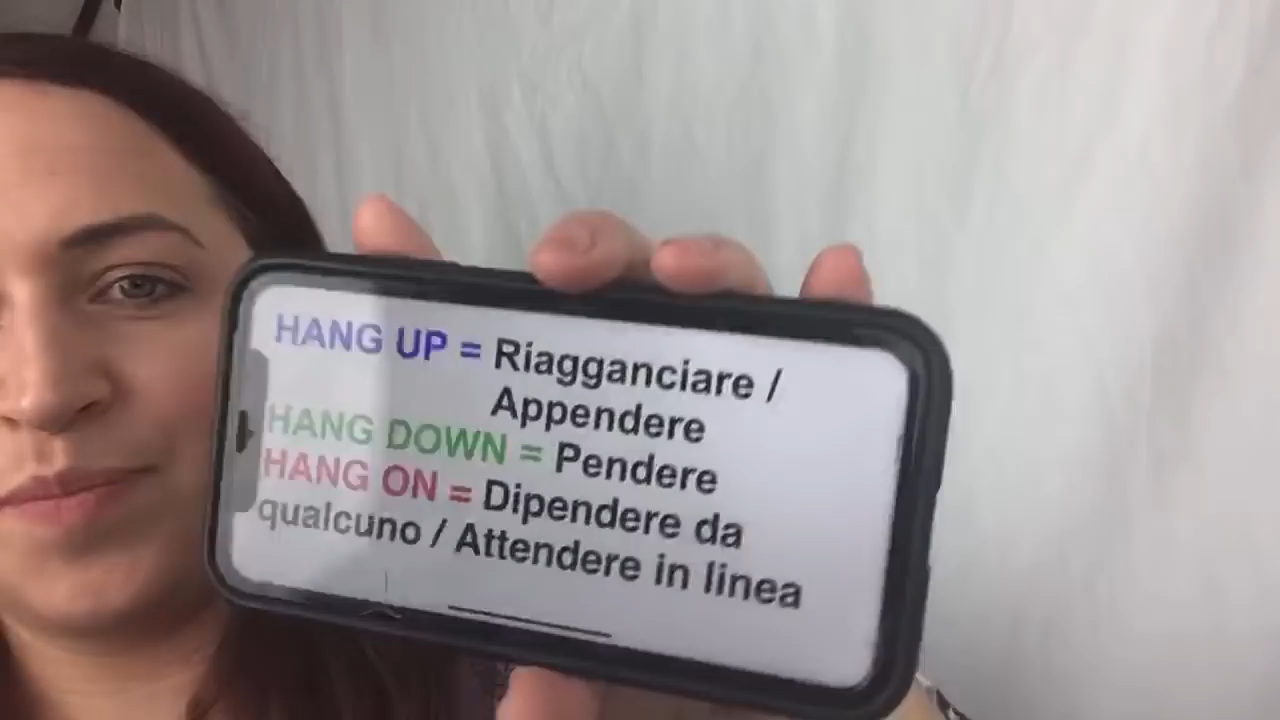 HANG UP = Riagganciare /
Appendere
HANG DOWN = Pendere
HANG ON = Dipendere da
qualcuno / Attendere in linea